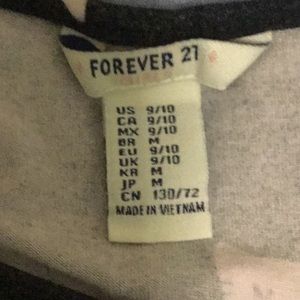 FOREVER 21
US 9/10
CA 9/10
MX 9/10
BR M
EU 9/10
UK 9/10
KR M
JP M
CN 130/72
MADE IN VIETNAM